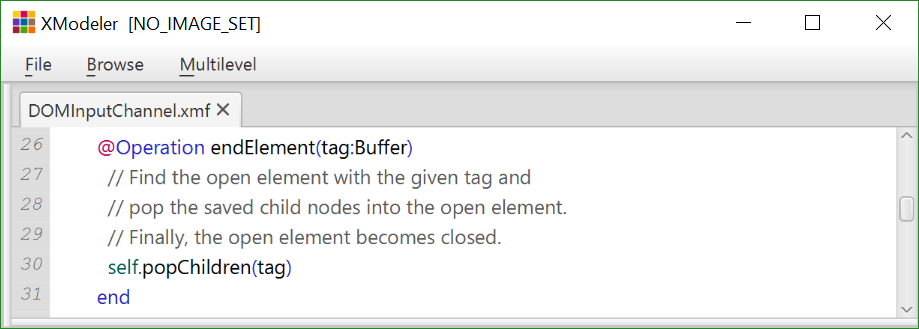 XModeler [NO_IMAGE_SET]
File Browse Multilevel
DOMInputChannel.xmf
26 @Operation endElement(tag:Buffer)
27 // Find the open element with the given tag and
28 // pop the saved child nodes into the open element.
29 // Finally, the open element becomes closed.
30 self.popChildren(tag)
31 end